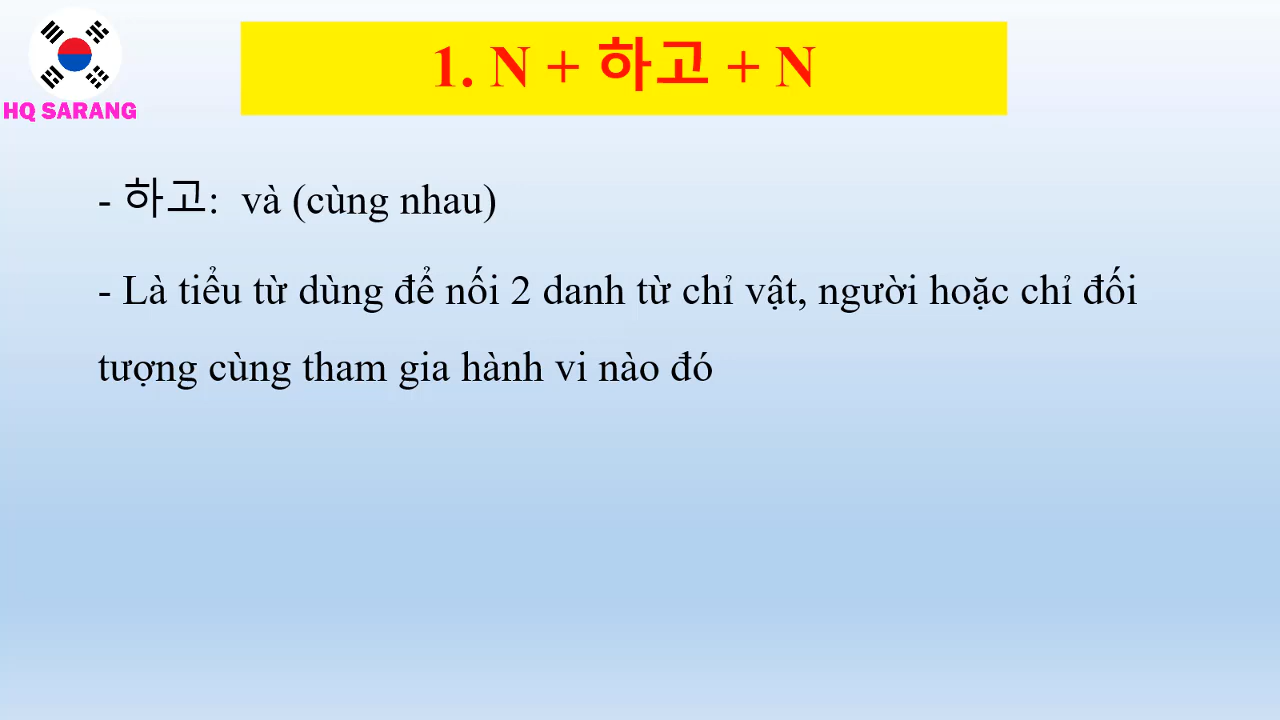 HQ SARANG
1. N + 하고 + N
- 하고: và (cùng nhau)
- Là tiểu từ dùng để nối 2 danh từ chỉ vật, người hoặc chỉ đối
tượng cùng tham gia hành vi nào đó